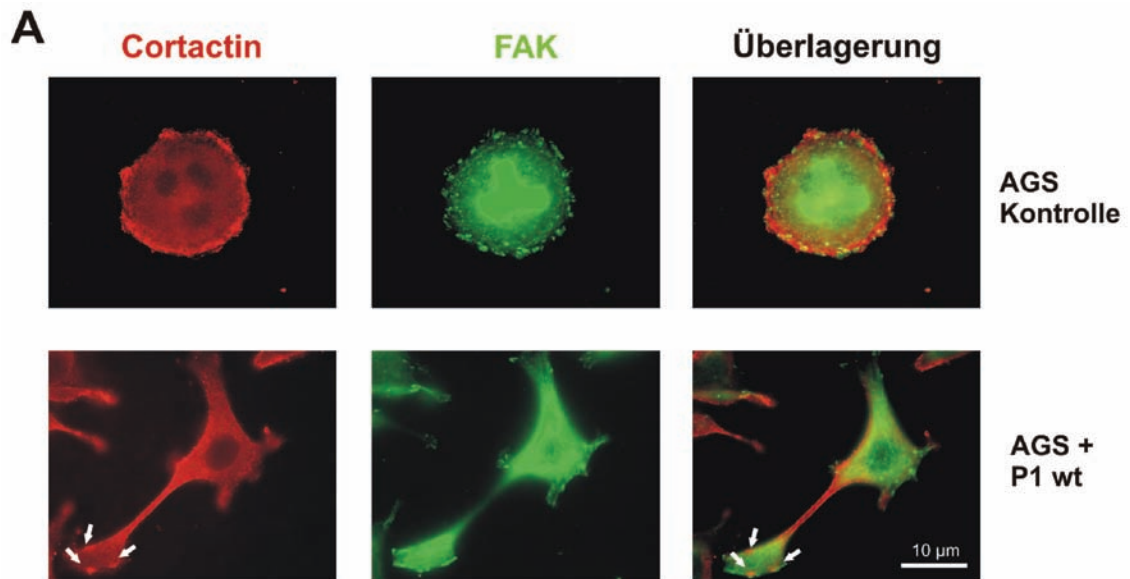 A
Cortactin
FAK
Überlagerung
AGS
Kontrolle
AGS +
P1 wt
10 µm